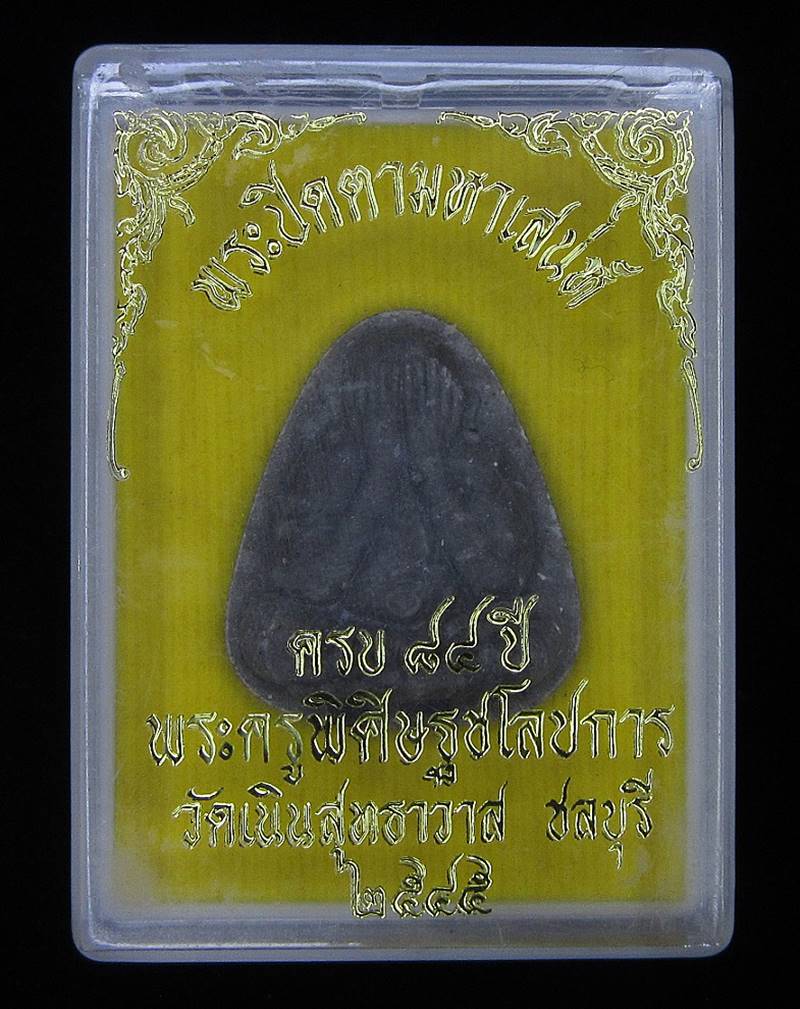 พระปิดตามหาเสน่ห์
ครบ ๘๔ ปี
พระครูพิศิษฐชโลปการ
วัดเนินสุทธาวาส ชลบุรี
๒๕๔๕